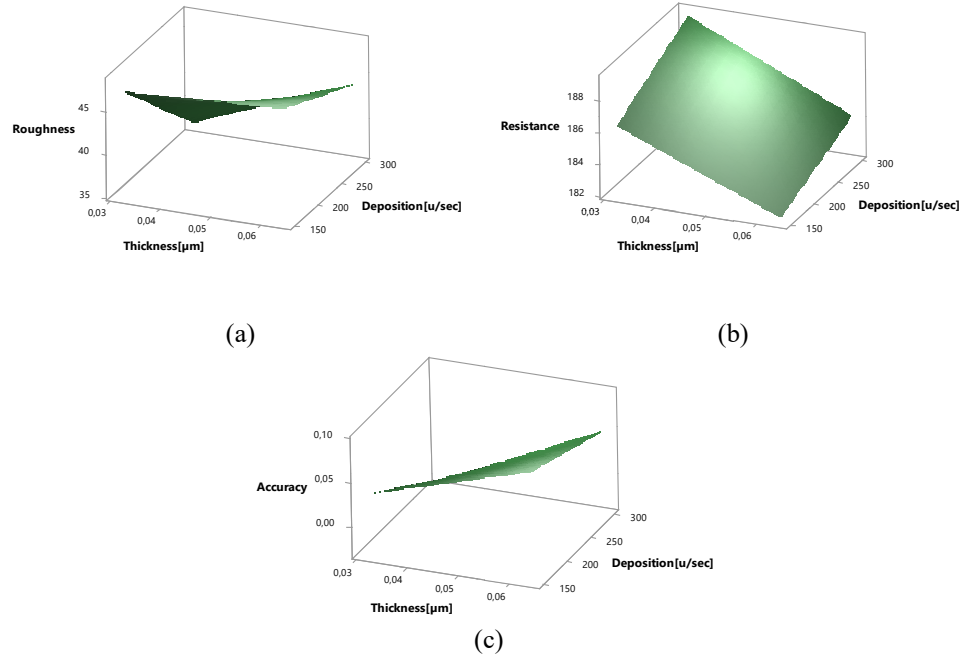 45
Roughness
40
35
300
250
200
150
Deposition[u/sec]
0,03
0,04
0,05
0,06
Thickness[µm]
(a)
188
Resistance
186
184
182
300
250
200
150
Deposition[u/sec]
0,03
0,04
0,05
0,06
Thickness[µm]
(b)
0,10
0,05
Accuracy
0,00
300
250
200
150
Deposition[u/sec]
0,03
0,04
0,05
0,06
Thickness[µm]
(c)